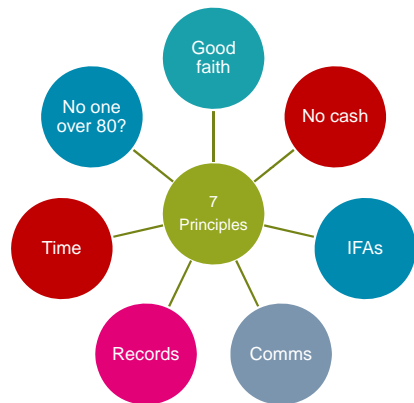 Good
faith
No one
over 80?
No cash
7
Principles
Time
IFAs
Records
Comms